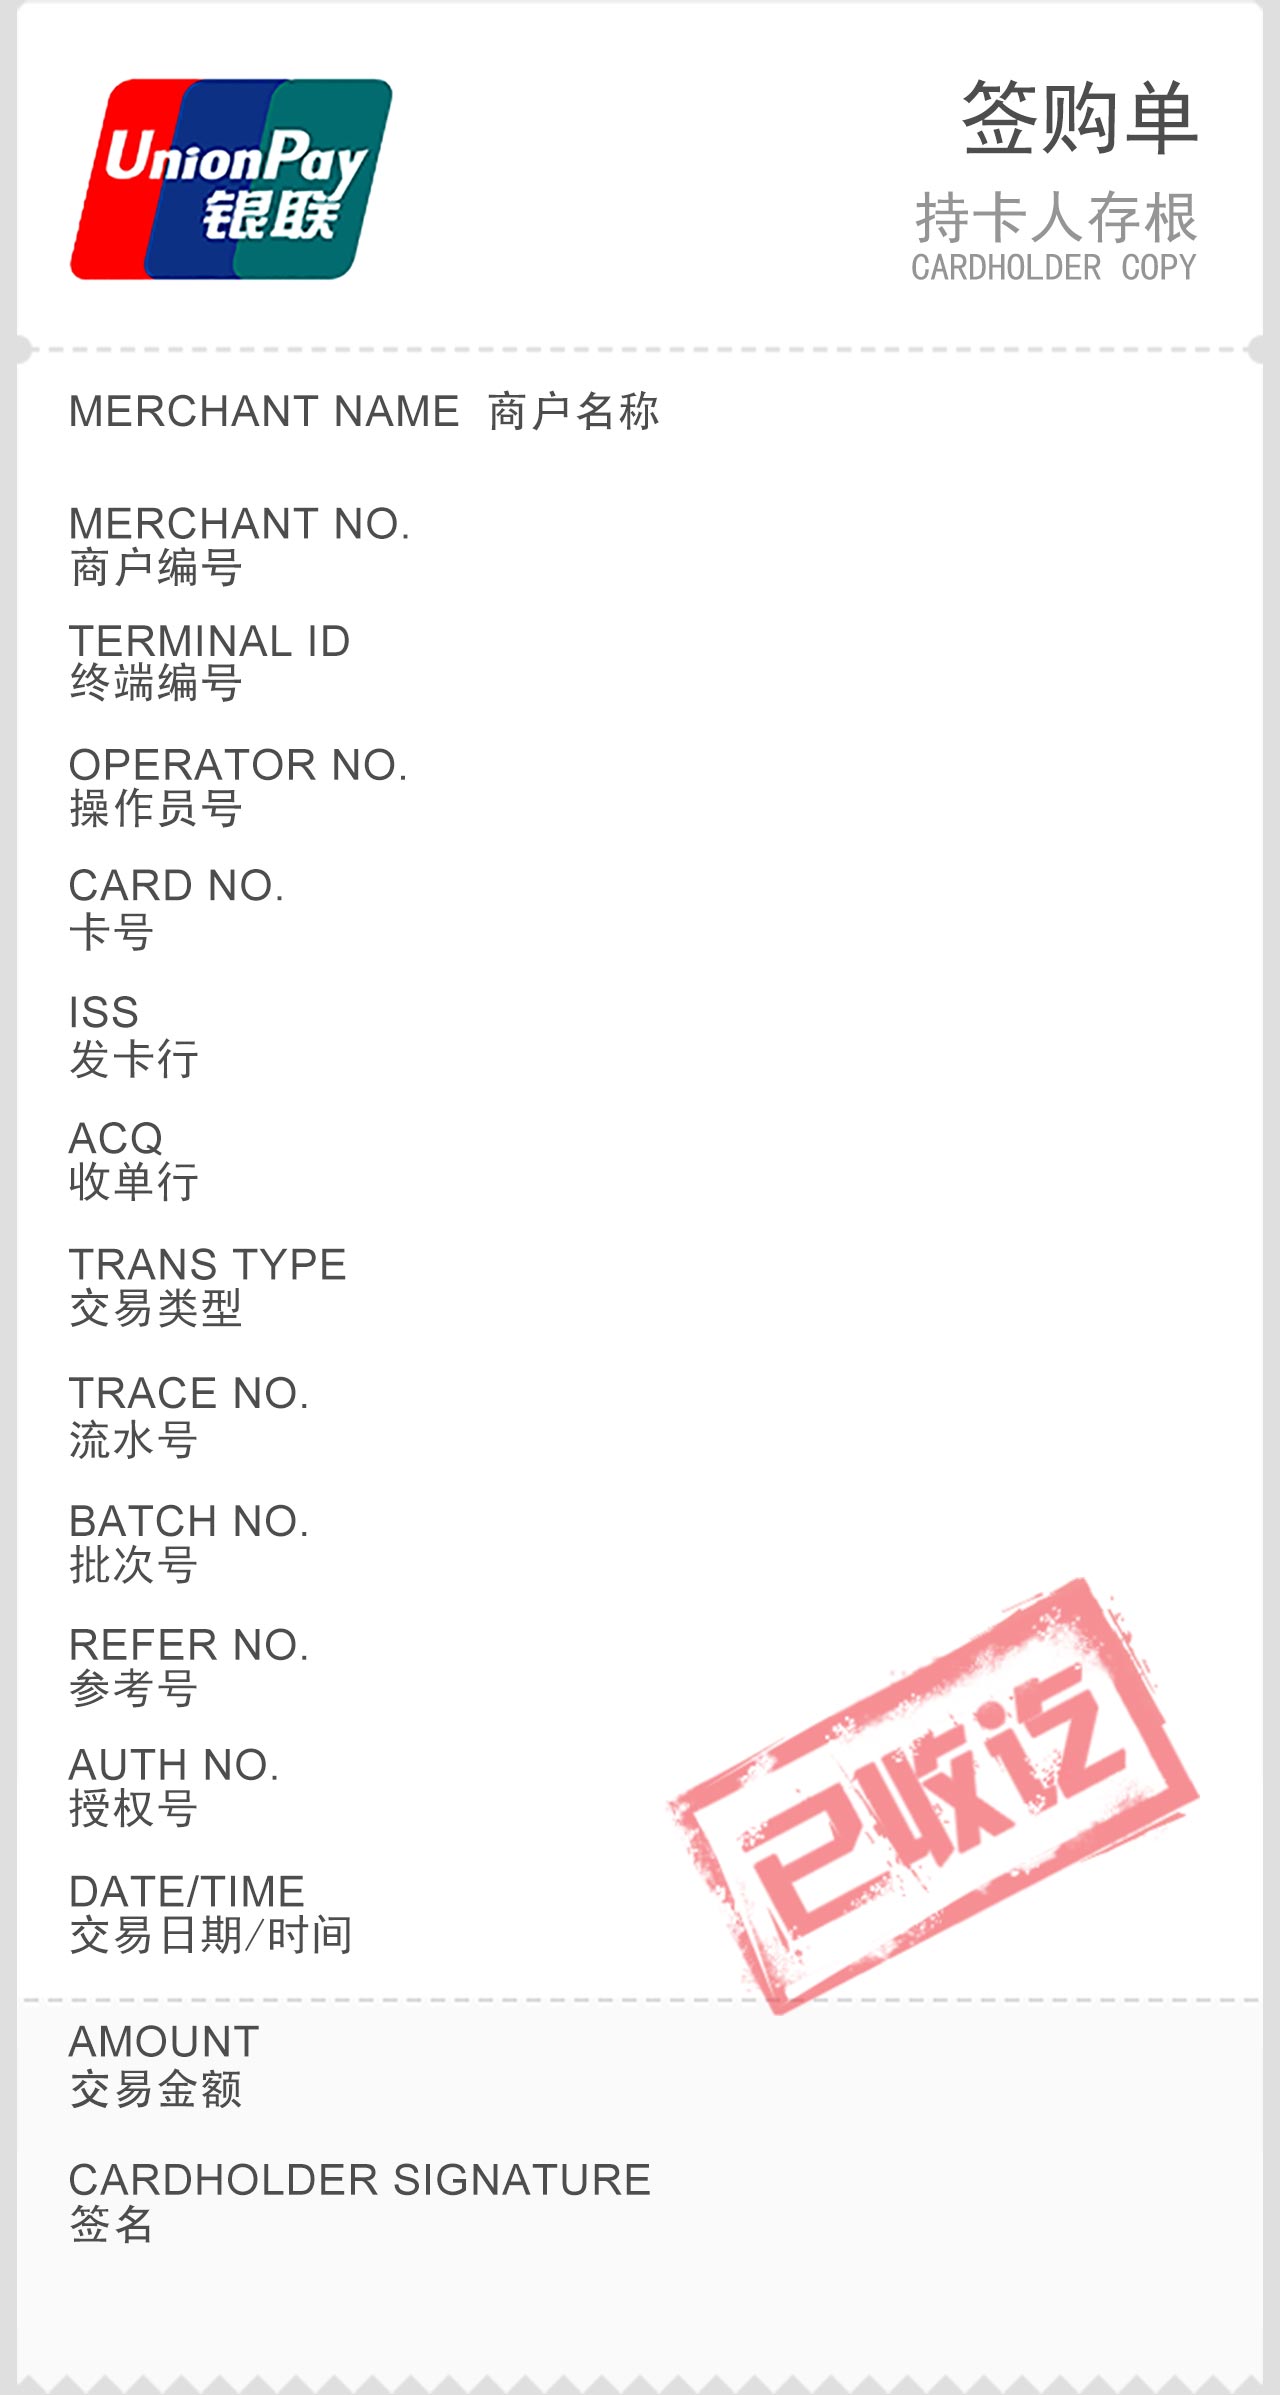 UnionPay
银联
签购单
持卡人存根
CARDHOLDER COPY
MERCHANT NAME 商户名称
MERCHANT NO.
商户编号
TERMINAL ID
终端编号
OPERATOR NO.
操作员号
CARD NO.
卡号
ISS
发卡行
ACQ
收单行
TRANS TYPE
交易类型
TRACE NO.
流水号
BATCH NO.
批次号
REFER NO.
参考号
AUTH NO.
授权号
DATE/TIME
交易日期/时间
已收讫
AMOUNT
交易金额
CARDHOLDER SIGNATURE
签名